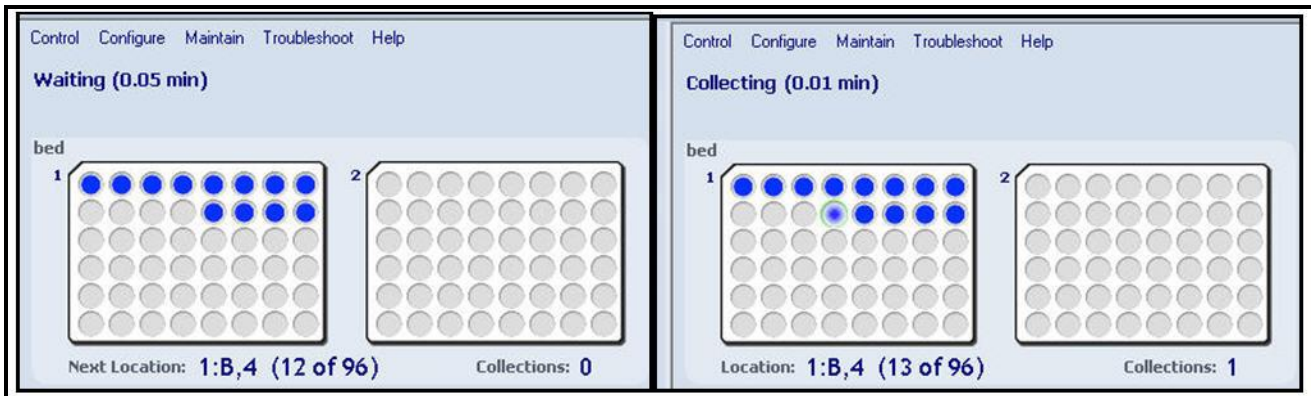 Control Configure Maintain Troubleshoot Help
Waiting (0.05 min)
bed
1 2
Next Location: 1:B,4 (12 of 96) Collections: 0
Control Configure Maintain Troubleshoot Help
Collecting (0.01 min)
bed
1 2
Location: 1:B,4 (13 of 96) Collections: 1